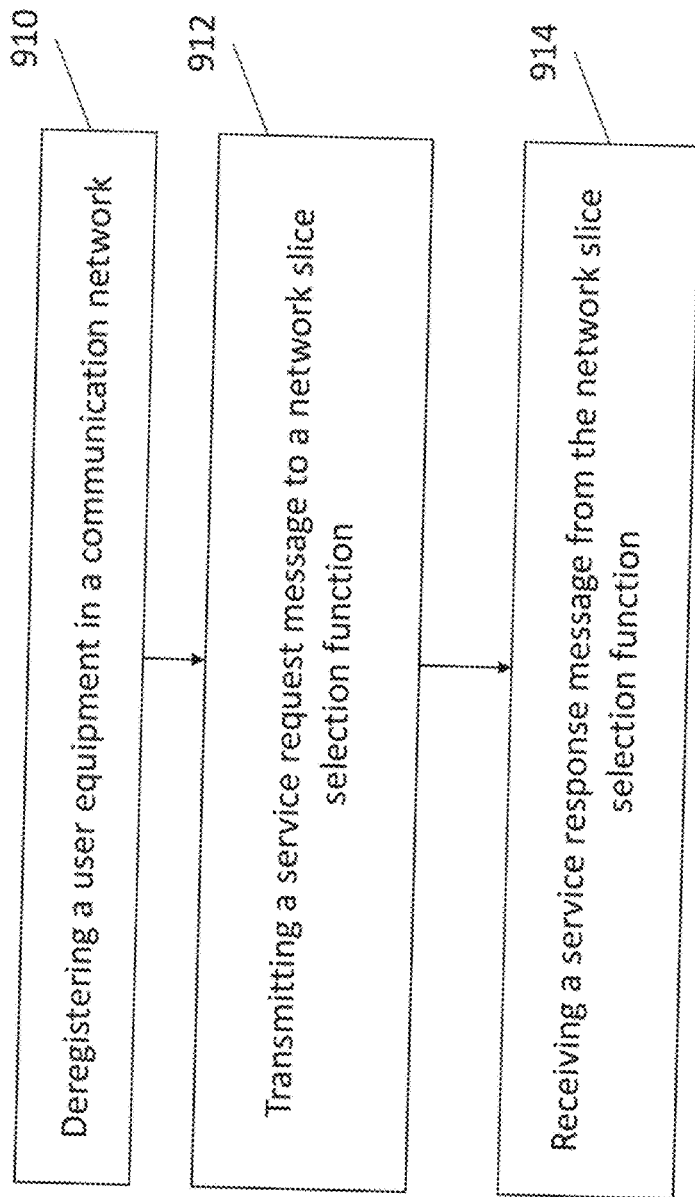 Deregistering a user equipment in a communication network
910
Transmitting a service request message to a network slice
selection function
912
Receiving a service response message from the network slice
selection function
914